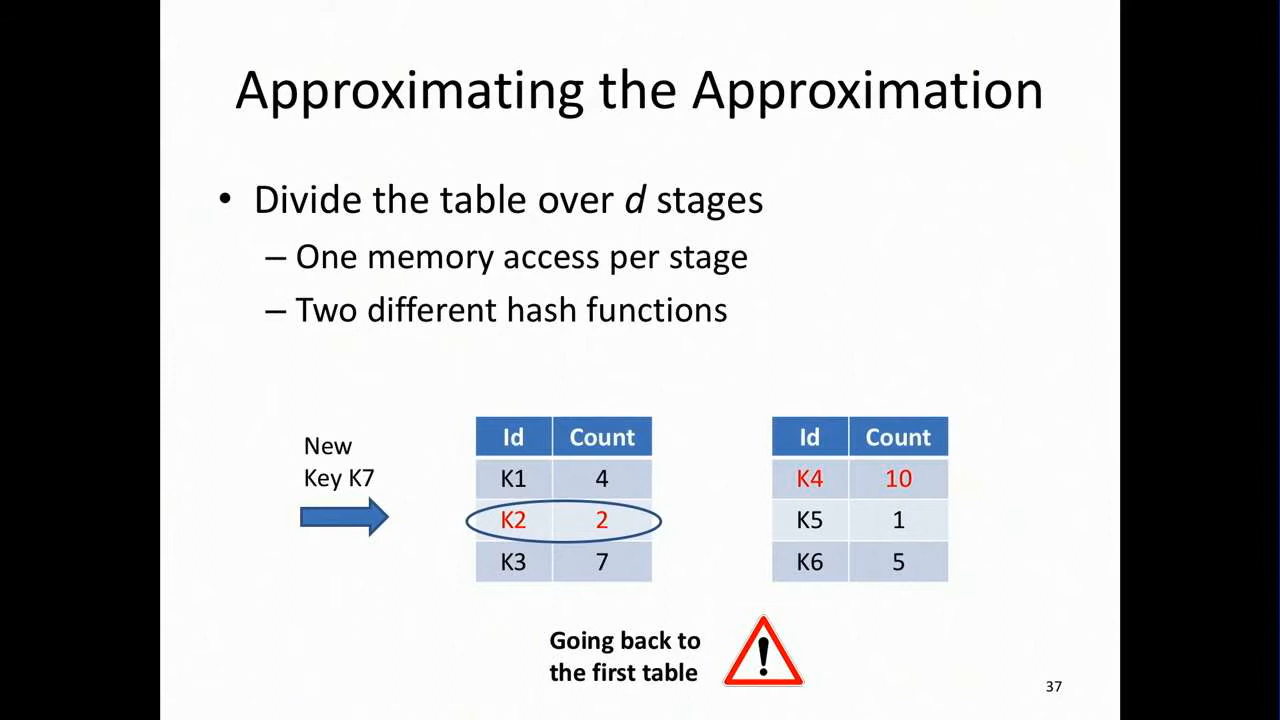 Approximating the Approximation
• Divide the table over d stages
– One memory access per stage
– Two different hash functions
New
Key K7
Id Count
K1 4
K2 2
K3 7
Id Count
K4 10
K5 1
K6 5
Going back to
the first table
!
37